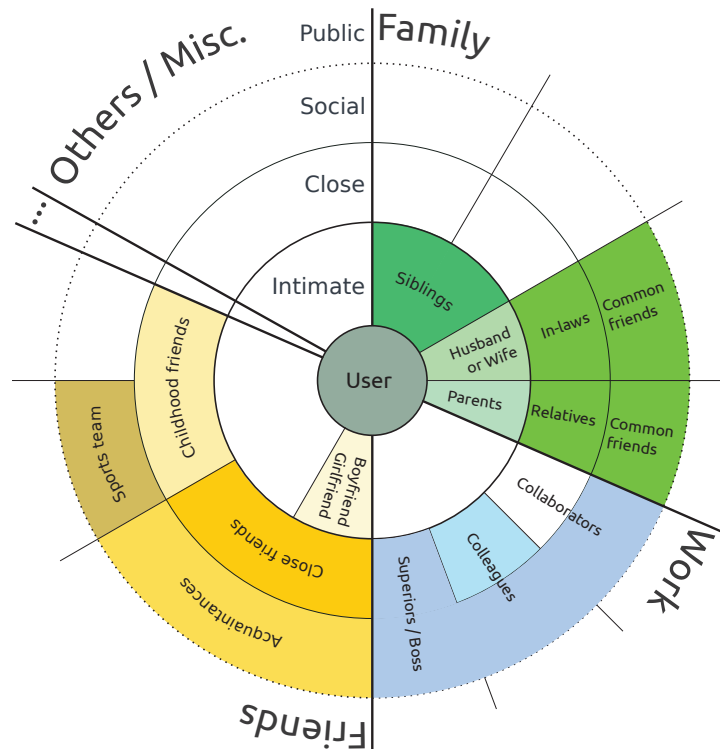 Public
Family
Others / Misc.
Social
Close
...
Intimate
Siblings
Common
friends
In-laws
Husband
or Wife
User
Parents
Relatives
Common
friends
Childhood friends
Sports team
Boyfriend
Girlfriend
Collaborators
Close friends
Colleagues
Superiors / Boss
Acquaintances
Work
Friends